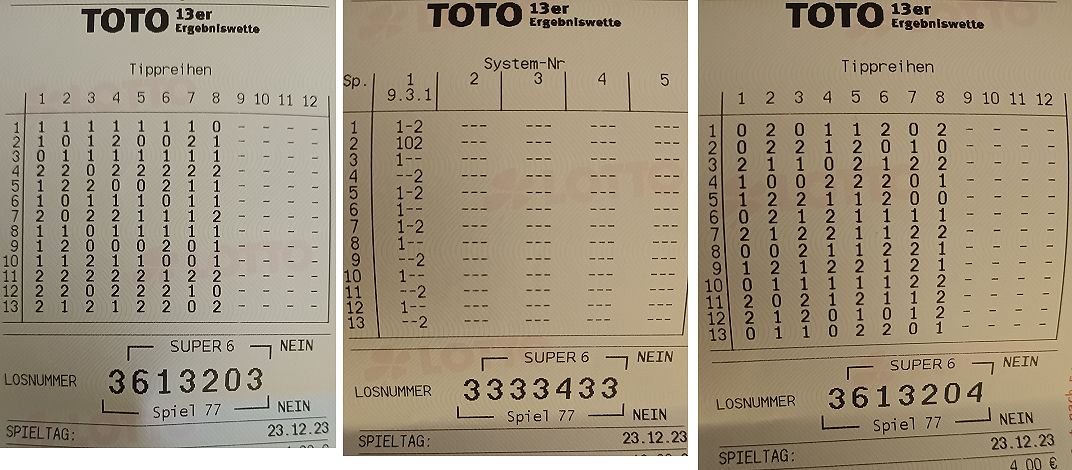 TOTO 13er
Ergebniswette
Tippreihen
1 2 3 4 5 6 7 8 9 10 11 12
1 1 1 1 1 1 1 1 0 - - - -
2 1 0 1 2 0 0 2 1 - - - -
3 0 1 1 1 1 1 1 1 - - - -
4 2 2 0 2 2 2 2 2 - - - -
5 1 2 2 0 0 2 1 1 - - - -
6 1 0 1 1 1 0 1 1 - - - -
7 2 0 2 2 1 1 1 2 - - - -
8 1 1 0 1 1 1 1 1 - - - -
9 1 2 0 0 0 2 0 1 - - - -
10 1 1 2 1 1 0 0 1 - - - -
11 2 2 2 2 2 1 2 2 - - - -
12 2 2 0 2 2 2 1 0 - - - -
13 2 1 2 1 2 2 0 2 - - - -
SUPER 6 NEIN
LOSNUMMER 3613203
Spiel 77 NEIN
SPIELTAG: 23.12.23
TOTO 13er
Ergebniswette
System-Nr
Sp. 1 2 3 4 5
9.3.1
1 1-2 --- --- --- ---
2 102 --- --- --- ---
3 1-- --- --- --- ---
4 --2 --- --- --- ---
5 1-2 --- --- --- ---
6 1-- --- --- --- ---
7 1-2 --- --- --- ---
8 1-- --- --- --- ---
9 --2 --- --- --- ---
10 1-- --- --- --- ---
11 --2 --- --- --- ---
12 1-- --- --- --- ---
13 --2 --- --- --- ---
SUPER 6 NEIN
LOSNUMMER 3333433
Spiel 77 NEIN
SPIELTAG: 23.12.23
TOTO 13er
Ergebniswette
Tippreihen
1 2 3 4 5 6 7 8 9 10 11 12
1 0 2 0 1 1 2 0 2 - - - -
2 1 0 0 2 2 0 1 0 - - - -
3 2 1 1 0 2 1 2 1 - - - -
4 1 0 0 2 2 2 0 1 - - - -
5 1 2 2 1 1 2 0 0 - - - -
6 0 2 1 2 1 1 2 1 - - - -
7 2 1 2 2 1 2 2 2 - - - -
8 0 0 2 1 1 2 2 1 - - - -
9 1 2 1 2 2 1 2 1 - - - -
10 0 1 1 1 1 1 1 2 - - - -
11 2 0 2 1 2 2 2 2 - - - -
12 2 1 2 0 1 0 1 2 - - - -
13 0 1 1 0 2 2 0 1 - - - -
SUPER 6 NEIN
LOSNUMMER 3613204
Spiel 77 NEIN
SPIELTAG: 23.12.23
4,00 €